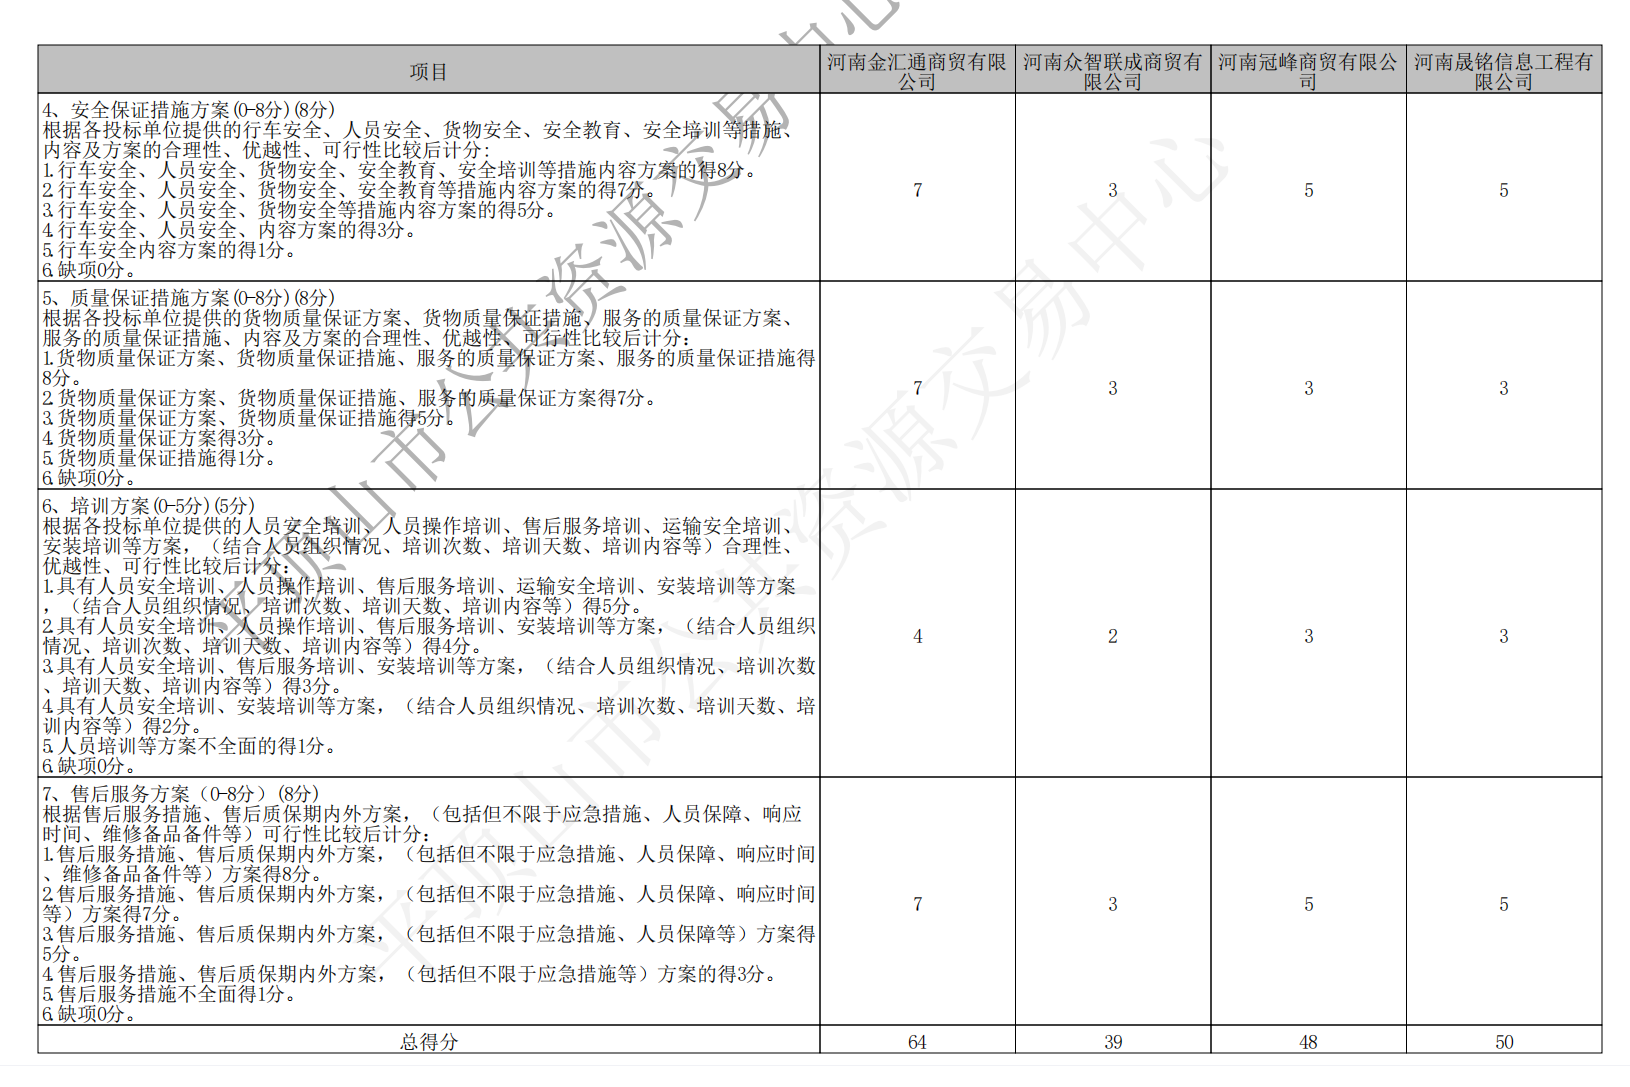 项目
河南金汇通商贸有限
公司
河南众智联成商贸有
限公司
河南冠峰商贸有限公
司
河南晟铭信息工程有
限公司
4、安全保证措施方案(0-8分)(8分)
根据各投标单位提供的行车安全、人员安全、货物安全、安全教育、安全培训等措施、
内容及方案的合理性、优越性、可行性比较后计分:
1.行车安全、人员安全、货物安全、安全教育、安全培训等措施内容方案的得8分。
2.行车安全、人员安全、货物安全、安全教育等措施内容方案的得7分。
3.行车安全、人员安全、货物安全等措施内容方案的得5分。
4.行车安全、人员安全、内容方案的得3分。
5.行车安全内容方案的得1分。
6.缺项0分。
7
3
5
5
5、质量保证措施方案(0-8分)(8分)
根据各投标单位提供的货物质量保证方案、货物质量保证措施、服务的质量保证方案、
服务的质量保证措施、内容及方案的合理性、优越性、可行性比较后计分:
1.货物质量保证方案、货物质量保证措施、服务的质量保证方案、服务的质量保证措施得
8分。
2.货物质量保证方案、货物质量保证措施、服务的质量保证方案得7分。
3.货物质量保证方案、货物质量保证措施得5分。
4.货物质量保证方案得3分。
5.货物质量保证措施得1分。
6.缺项0分。
7
3
3
3
6、培训方案(0-5分)(5分)
根据各投标单位提供的人员安全培训、人员操作培训、售后服务培训、运输安全培训、
安装培训等方案，（结合人员组织情况、培训次数、培训天数、培训内容等）合理性、
优越性、可行性比较后计分:
1.具有人员安全培训、人员操作培训、售后服务培训、运输安全培训、安装培训等方案
，（结合人员组织情况、培训次数、培训天数、培训内容等）得5分。
2.具有人员安全培训、人员操作培训、售后服务培训、安装培训等方案，（结合人员组织
情况、培训次数、培训天数、培训内容等）得4分。
3.具有人员安全培训、售后服务培训、安装培训等方案，（结合人员组织情况、培训次数
、培训天数、培训内容等）得3分。
4.具有人员安全培训、安装培训等方案，（结合人员组织情况、培训次数、培训天数、培
训内容等）得2分。
5.人员培训等方案不全面的得1分。
6.缺项0分。
4
2
3
3
7、售后服务方案（0-8分）(8分)
根据售后服务措施、售后质保期内外方案，（包括但不限于应急措施、人员保障、响应
时间、维修备品备件等）可行性比较后计分:
1.售后服务措施、售后质保期内外方案，（包括但不限于应急措施、人员保障、响应时间
、维修备品备件等）方案得8分。
2.售后服务措施、售后质保期内外方案，（包括但不限于应急措施、人员保障、响应时间
等）方案得7分。
3.售后服务措施、售后质保期内外方案，（包括但不限于应急措施、人员保障等）方案得
5分。
4.售后服务措施、售后质保期内外方案，（包括但不限于应急措施等）方案的得3分。
5.售后服务措施不全面得1分。
6.缺项0分。
7
3
5
5
总得分
64
39
48
50
平顶山市公共资源交易中心
平顶山市公共资源交易中心